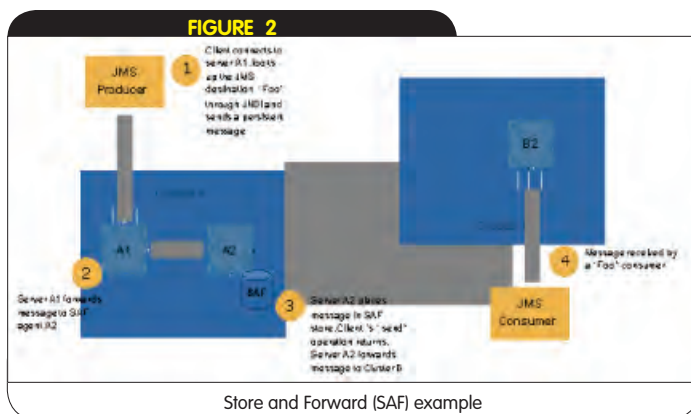 FIGURE 2
JMS
Producer
1
Client connects to
server A1, looks
up the JMS
destination "Foo"
through JNDI and
sends a persistent
message
A1
A2
SAF
2
Server A1 forwards
message to SAF
agent A2
3
Server A2 places
message in SAF
store. Client's "send"
operation returns.
Server A2 forwards
message to Cluster B
B2
4
Message received by
a "Foo" consumer
JMS
Consumer
Store and Forward (SAF) example